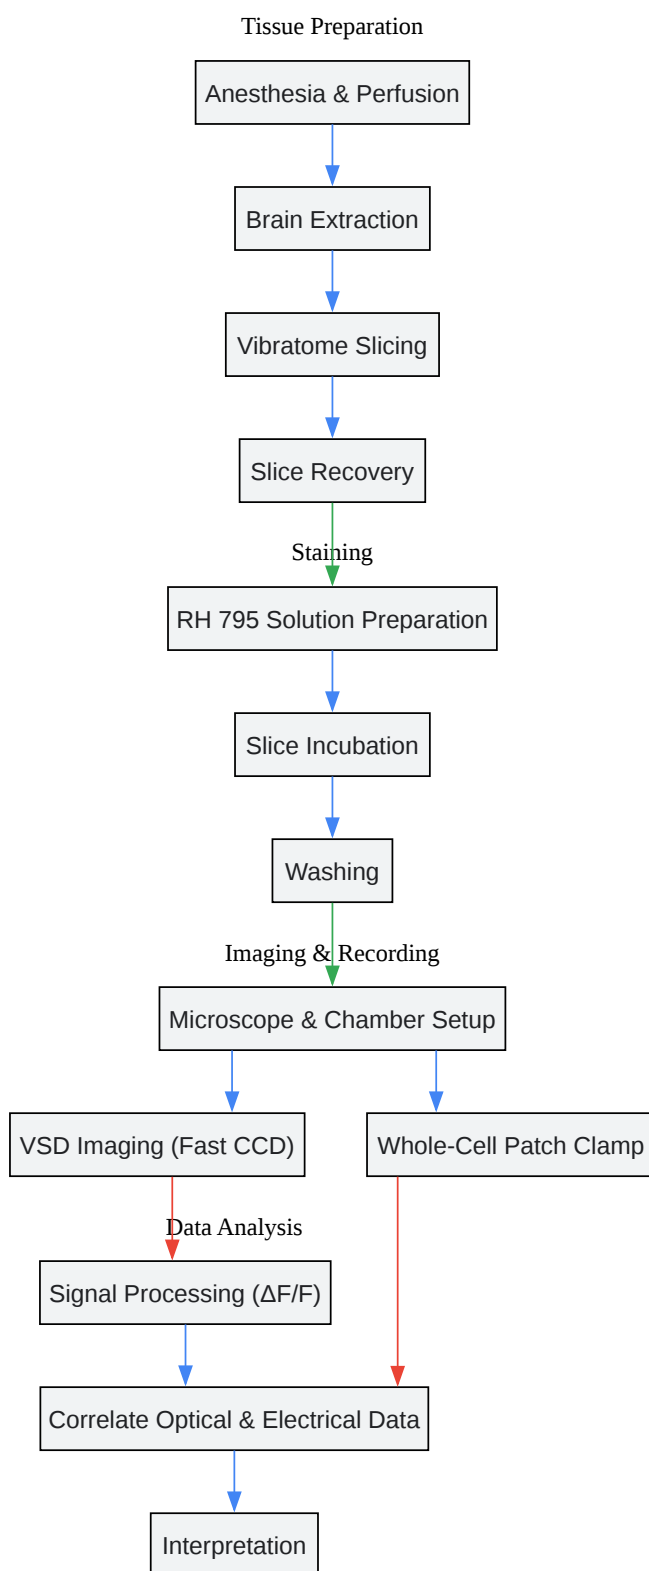 Tissue Preparation
Anesthesia & Perfusion
Brain Extraction
Vibratome Slicing
Slice Recovery
Staining
RH 795 Solution Preparation
Slice Incubation
Washing
Imaging & Recording
Microscope & Chamber Setup
VSD Imaging (Fast CCD)
Whole-Cell Patch Clamp
Data Analysis
Signal Processing (ΔF/F)
Correlate Optical & Electrical Data
Interpretation